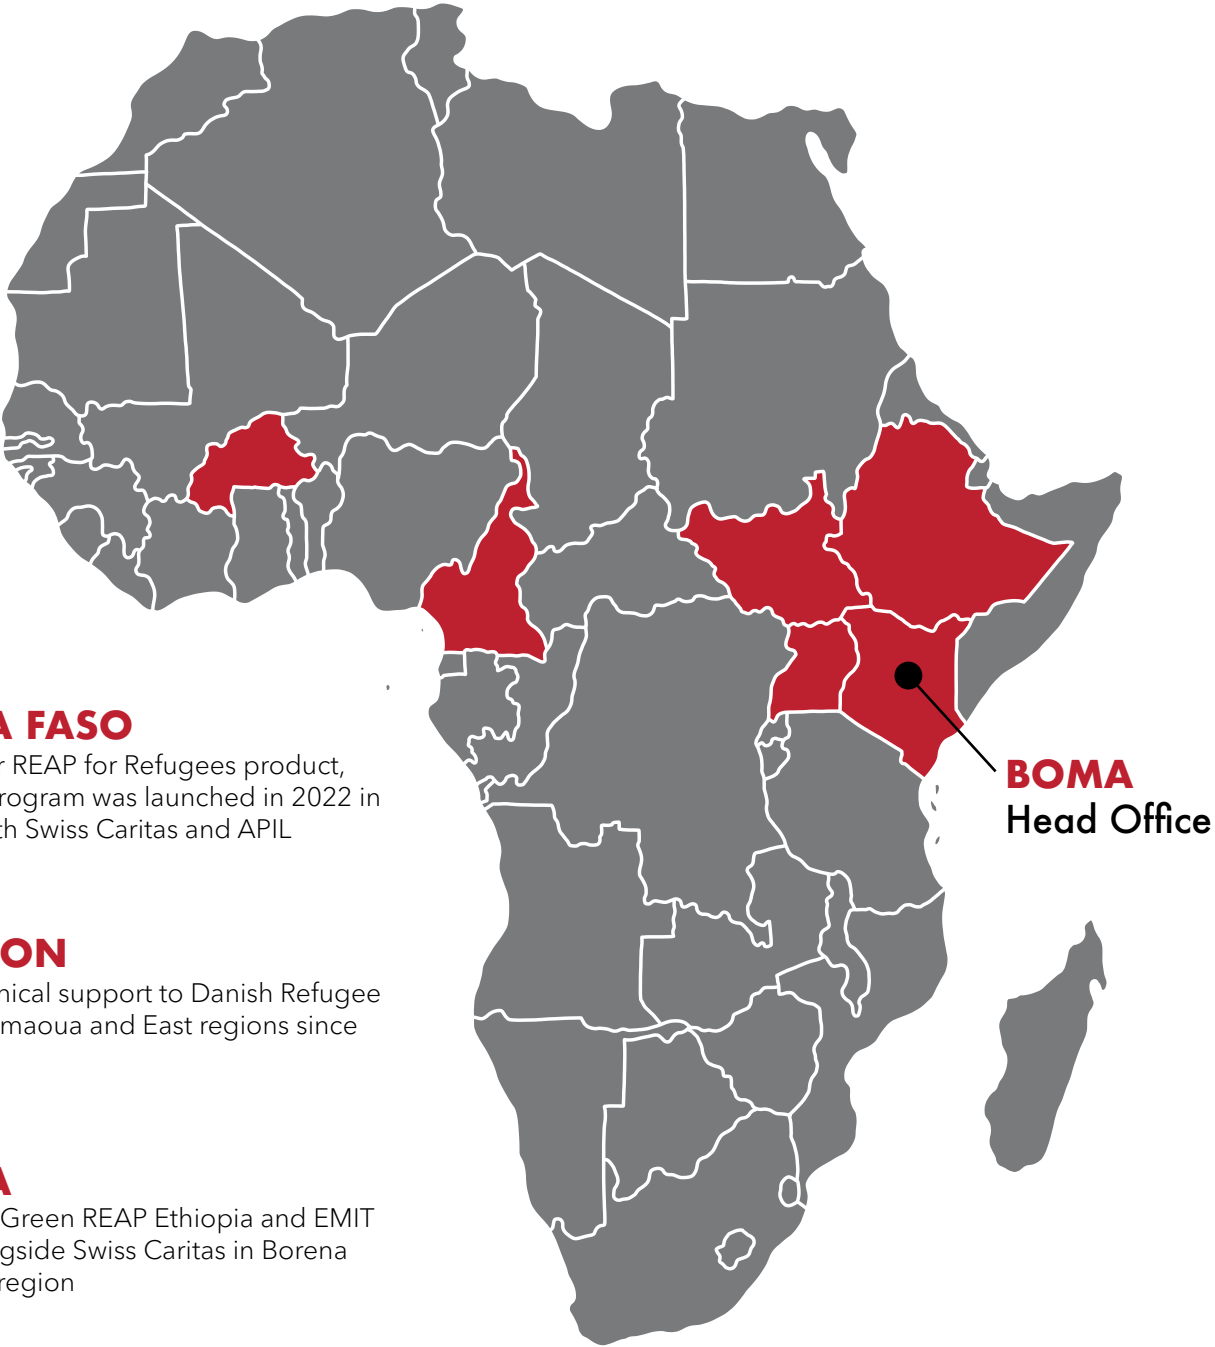 A FASO
r REAP for Refugees product,
rogram was launched in 2022 in
th Swiss Caritas and APIL
ON
nical support to Danish Refugee
maoua and East regions since
A
Green REAP Ethiopia and EMIT
gside Swiss Caritas in Borena
region
BOMA
Head Office